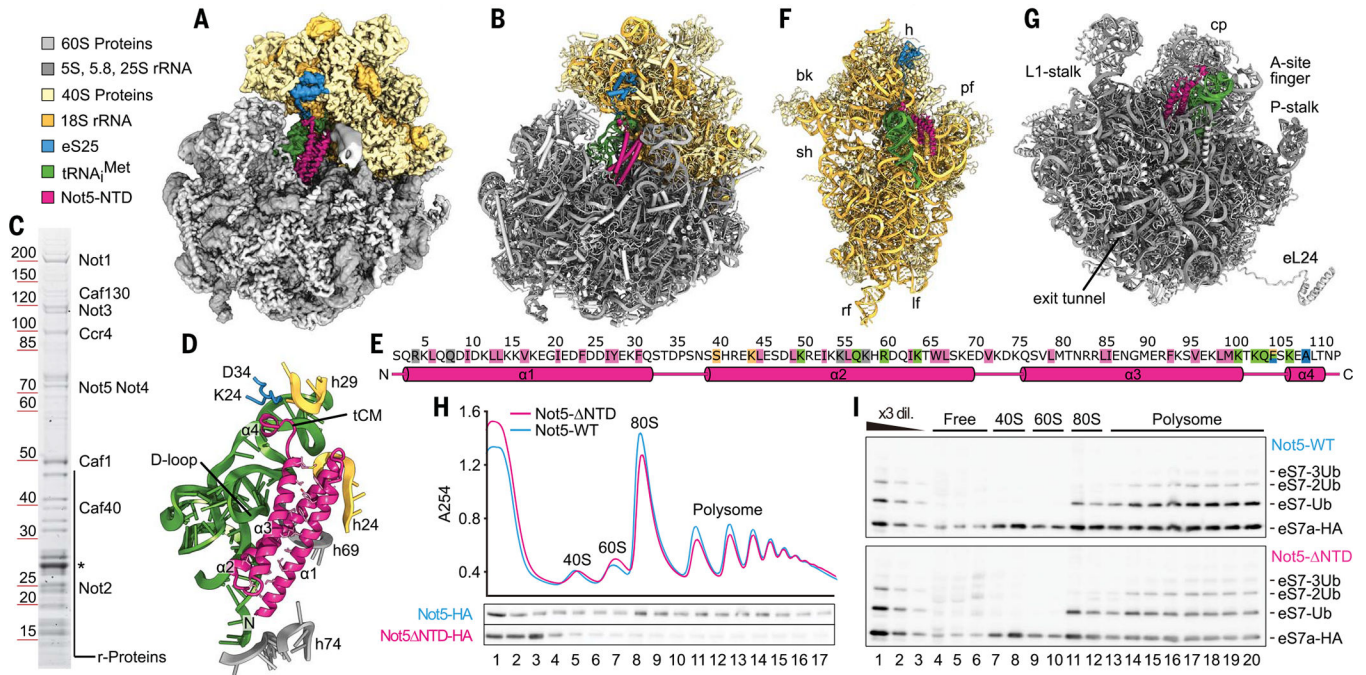 A
B
F
G
60S Proteins
5S, 5.8, 25S rRNA
40S Proteins
18S rRNA
eS25
tRNAiMet
Not5-NTD
h
bk
pf
sh
rf
lf
cp
L1-stalk
A-site finger
P-stalk
eL24
exit tunnel
C
200
150
120
100
85
70
60
50
40
30
25
20
15
Not1
Caf130
Not3
Ccr4
Not5 Not4
Caf1
Caf40
*
Not2
r-Proteins
D
D34
K24
h29
tCM
α4
D-loop
α3
h24
h69
α2
α1
N
h74
E
5 10 15 20 25 30 35 40 45 50 55 60 65 70 75 80 85 90 95 100 105 110
SQRKLQQDIDKLLKKVKEGIEDFDDIYEKFQSTDPSNSSHREKLESDLKREIKKLQKHRDQIKTWLSKEDVKDKQSVLMTNRRLIENGMERFKSVEKLMKTKQFSKEALTNP
N α1 α2 α3 α4 C
H
Not5-ΔNTD
Not5-WT
1.6
1.2
0.8
0.4
A254
40S
60S
80S
Polysome
Not5-HA
Not5ΔNTD-HA
1 2 3 4 5 6 7 8 9 10 11 12 13 14 15 16 17
I
x3 dil. Free 40S 60S 80S Polysome
Not5-WT
eS7-3Ub
eS7-2Ub
eS7-Ub
eS7a-HA
Not5-ΔNTD
eS7-3Ub
eS7-2Ub
eS7-Ub
eS7a-HA
1 2 3 4 5 6 7 8 9 10 11 12 13 14 15 16 17 18 19 20